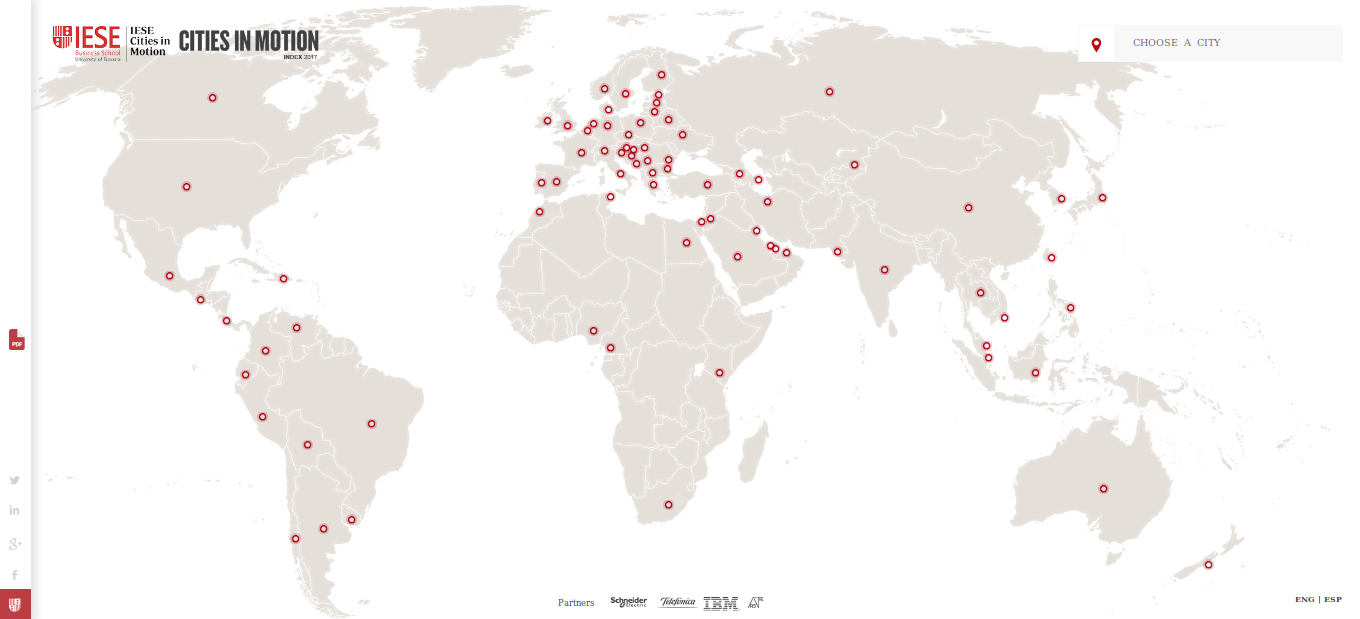 IESE
Business School
University of Navarra
IESE
Cities in
Motion
CITIES IN MOTION
INDEX 2017
CHOOSE A CITY
PDF
in
g+
f
Partners
Schneider
Electric
Telefónica
IBM
ENG | ESP